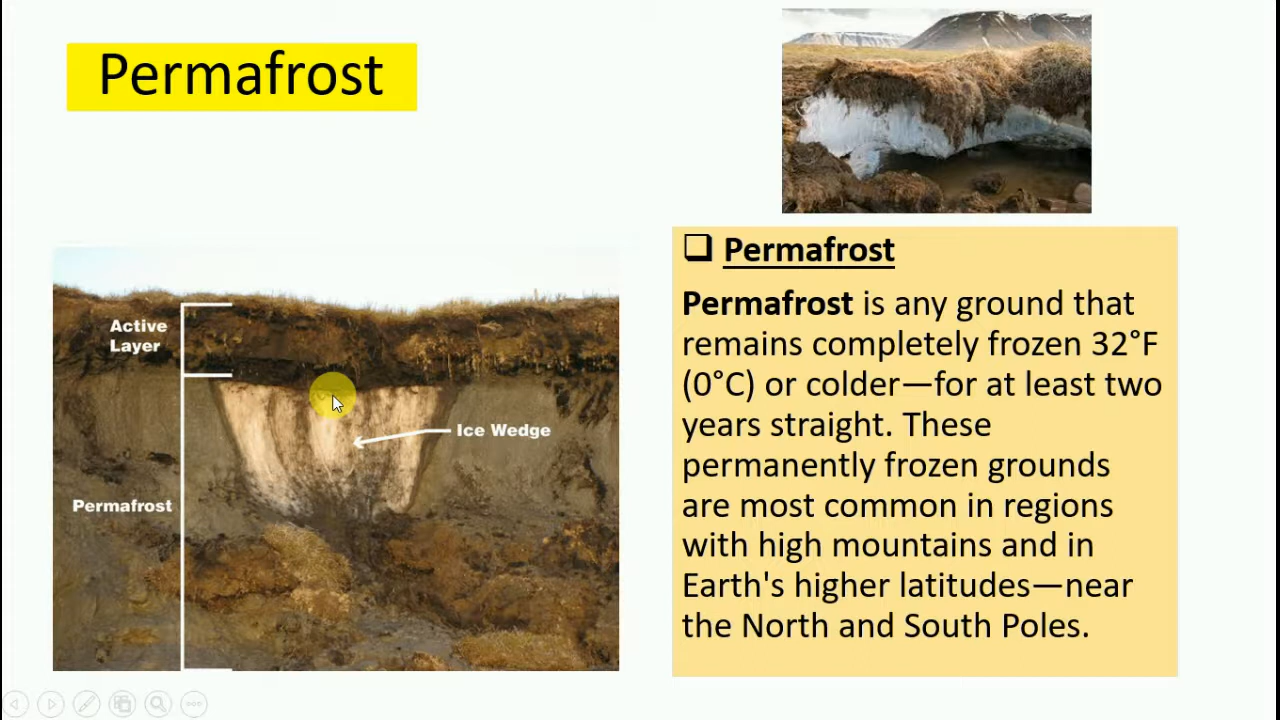 Permafrost
Active
Layer
Ice Wedge
Permafrost
❑ Permafrost
Permafrost is any ground that
remains completely frozen 32°F
(0°C) or colder—for at least two
years straight. These
permanently frozen grounds
are most common in regions
with high mountains and in
Earth's higher latitudes—near
the North and South Poles.